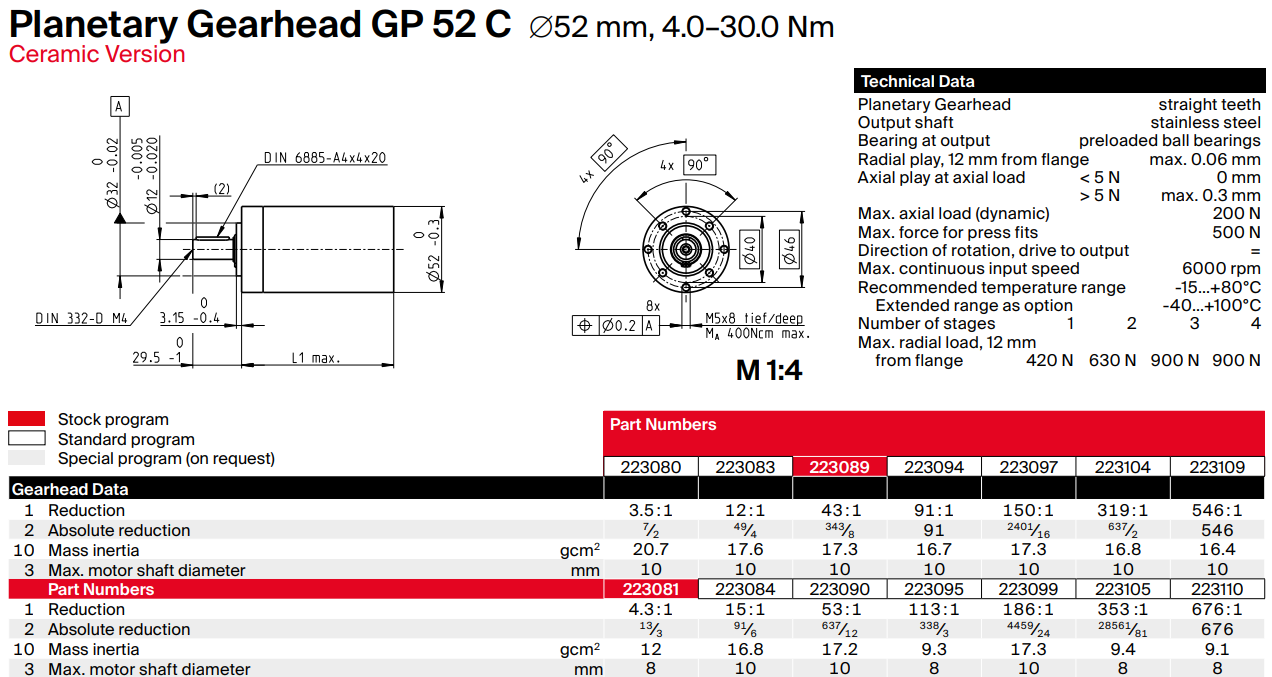 Planetary Gearhead GP 52 C ∅52 mm, 4.0–30.0 Nm
Ceramic Version
A
∅32 0 -0.02
∅12 -0.005 -0.020
DIN 6885-A4x4x20
(2)
∅52 0 -0.3
DIN 332-D M4
3.15 0 -0.4
29.5 0 -1
L1 max.
4x 90°
4x 90°
∅40
∅46
8x
⌖ ∅0.2 A
M5x8 tief/deep
MA 400Ncm max.
M 1:4
Technical Data
Planetary Gearhead straight teeth
Output shaft stainless steel
Bearing at output preloaded ball bearings
Radial play, 12 mm from flange max. 0.06 mm
Axial play at axial load < 5 N 0 mm
> 5 N max. 0.3 mm
Max. axial load (dynamic) 200 N
Max. force for press fits 500 N
Direction of rotation, drive to output =
Max. continuous input speed 6000 rpm
Recommended temperature range -15...+80°C
Extended range as option -40...+100°C
Number of stages 1 2 3 4
Max. radial load, 12 mm
from flange 420 N 630 N 900 N 900 N
Stock program
Standard program
Special program (on request)
Part Numbers
223080 223083 223089 223094 223097 223104 223109
Gearhead Data
1 Reduction 3.5:1 12:1 43:1 91:1 150:1 319:1 546:1
2 Absolute reduction 7/2 49/4 343/8 91 2401/16 637/2 546
10 Mass inertia gcm² 20.7 17.6 17.3 16.7 17.3 16.8 16.4
3 Max. motor shaft diameter mm 10 10 10 10 10 10 10
Part Numbers 223081 223084 223090 223095 223099 223105 223110
1 Reduction 4.3:1 15:1 53:1 113:1 186:1 353:1 676:1
2 Absolute reduction 13/3 91/6 637/12 338/3 4459/24 28561/81 676
10 Mass inertia gcm² 12 16.8 17.2 9.3 17.3 9.4 9.1
3 Max. motor shaft diameter mm 8 10 10 8 10 8 8